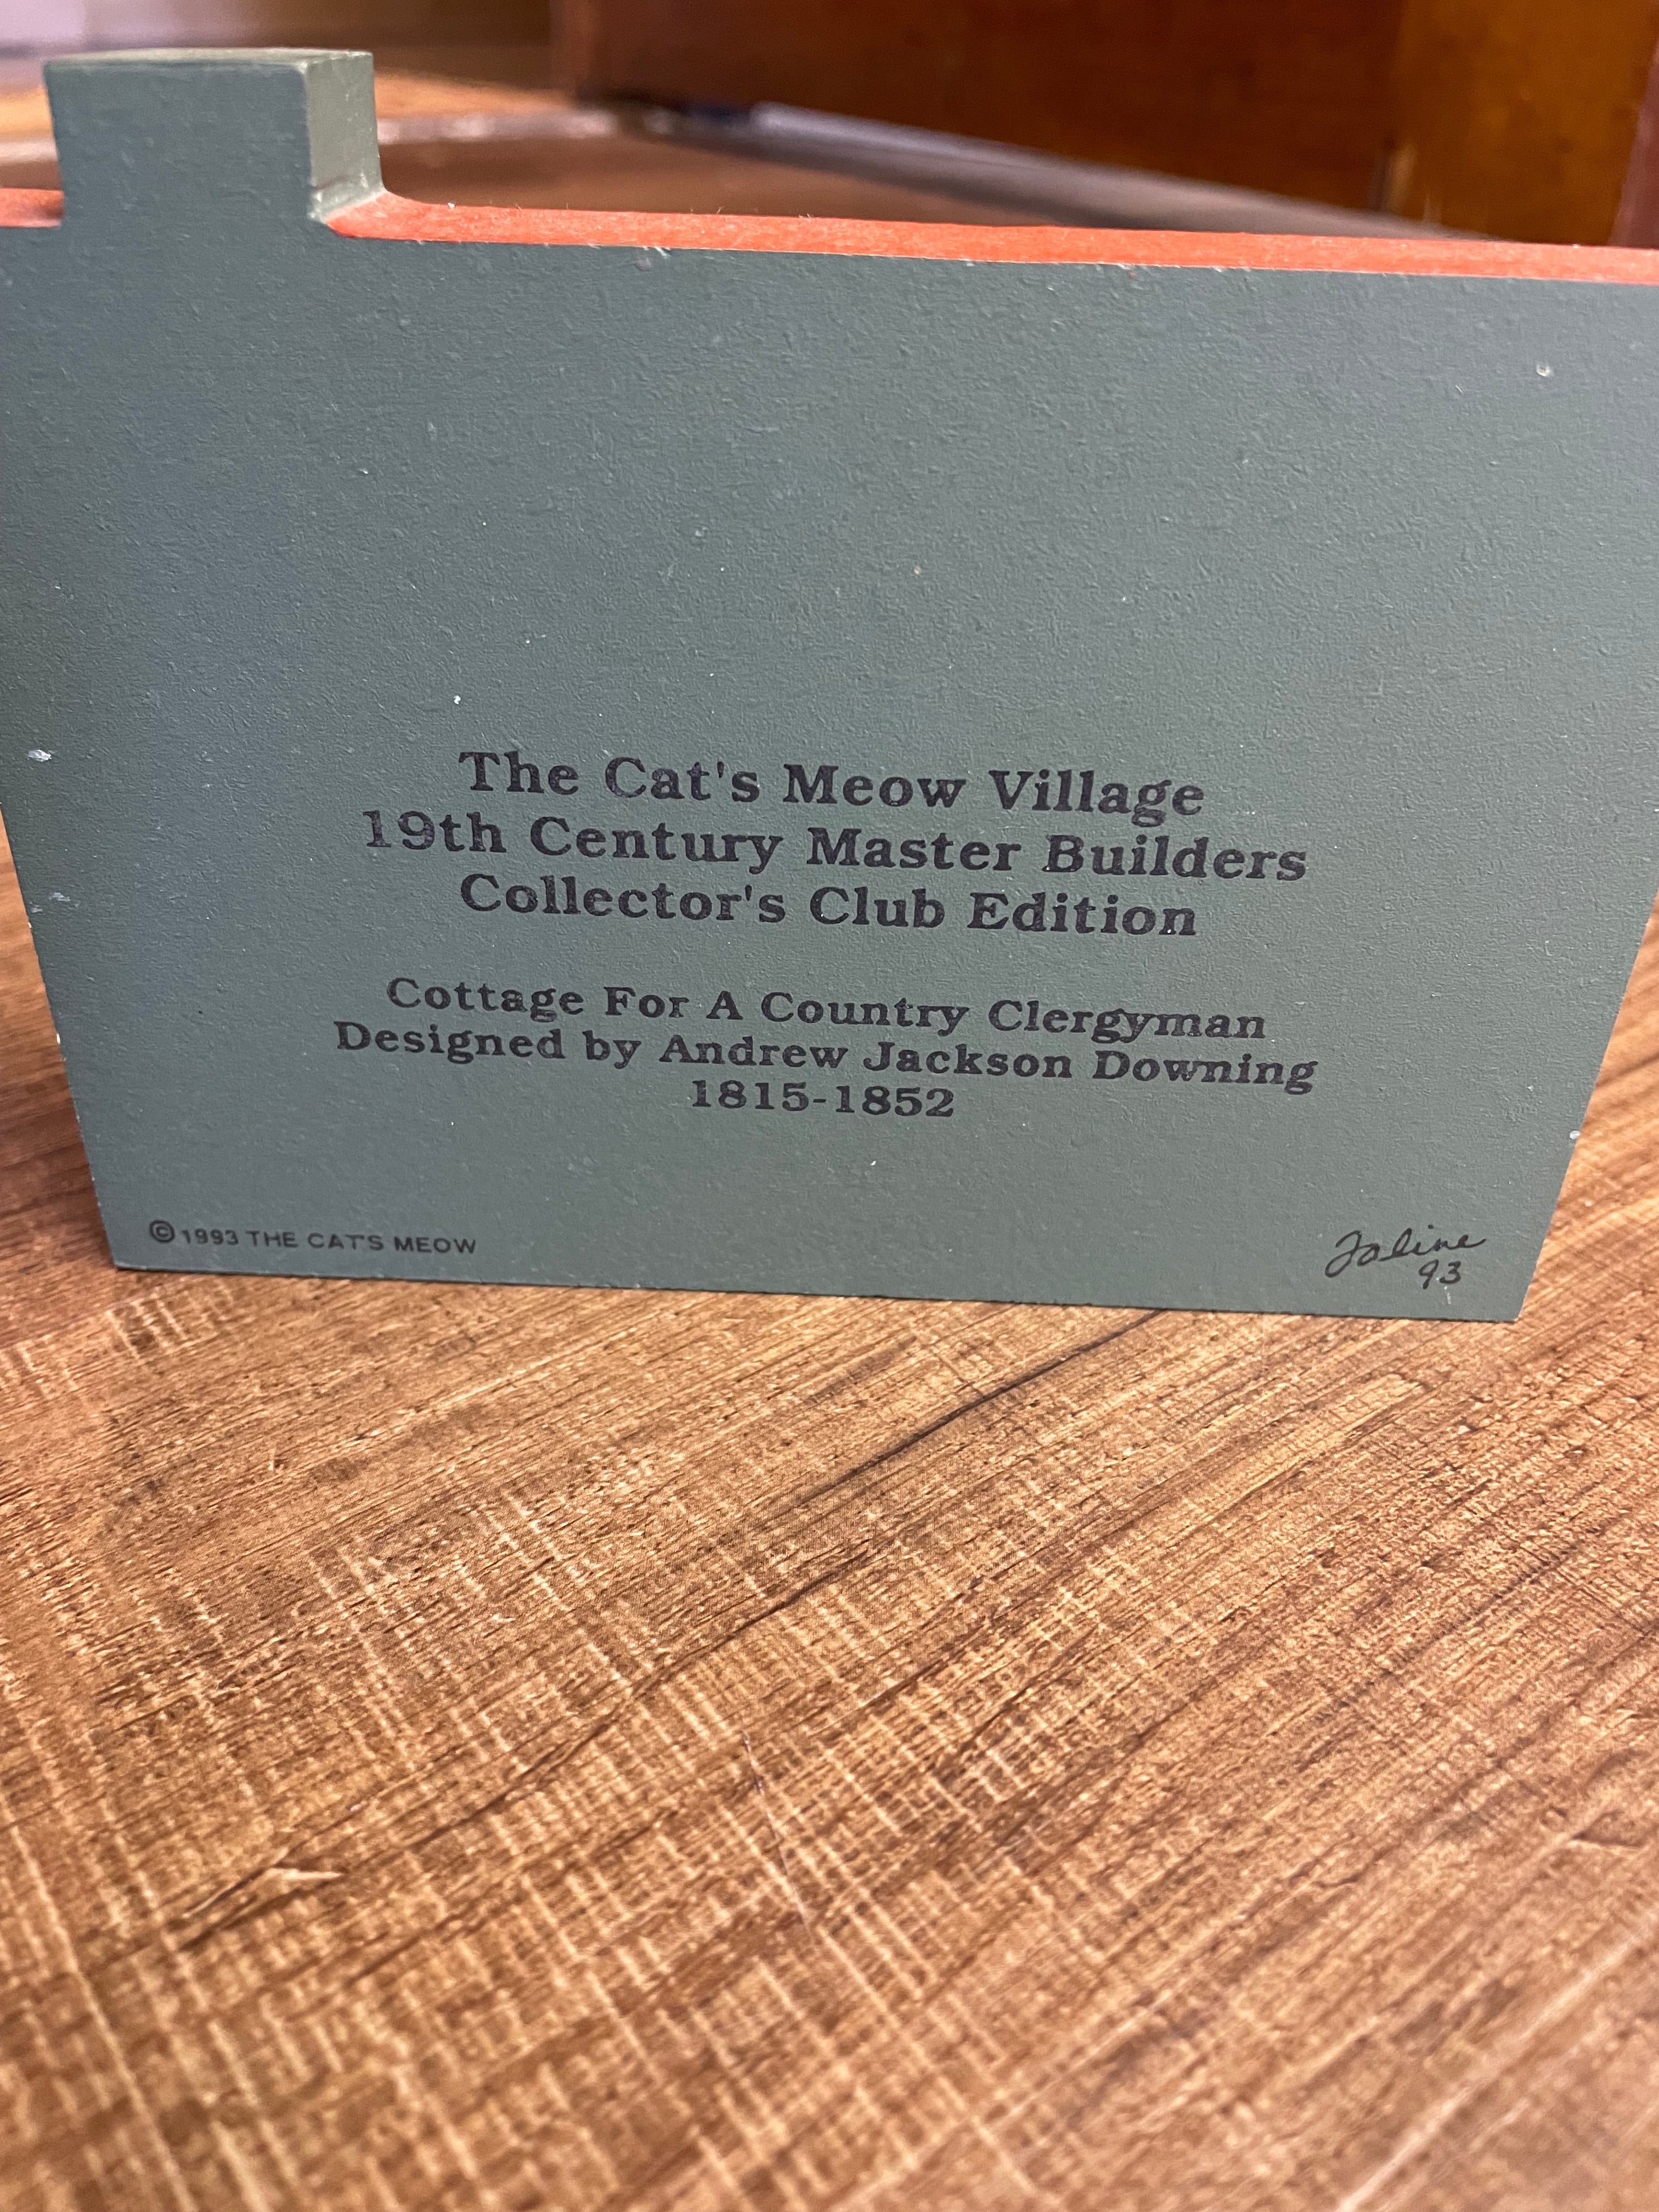 The Cat's Meow Village
19th Century Master Builders
Collector's Club Edition
Cottage For A Country Clergyman
Designed by Andrew Jackson Downing
1815-1852
©1993 THE CAT'S MEOW
Faline
93